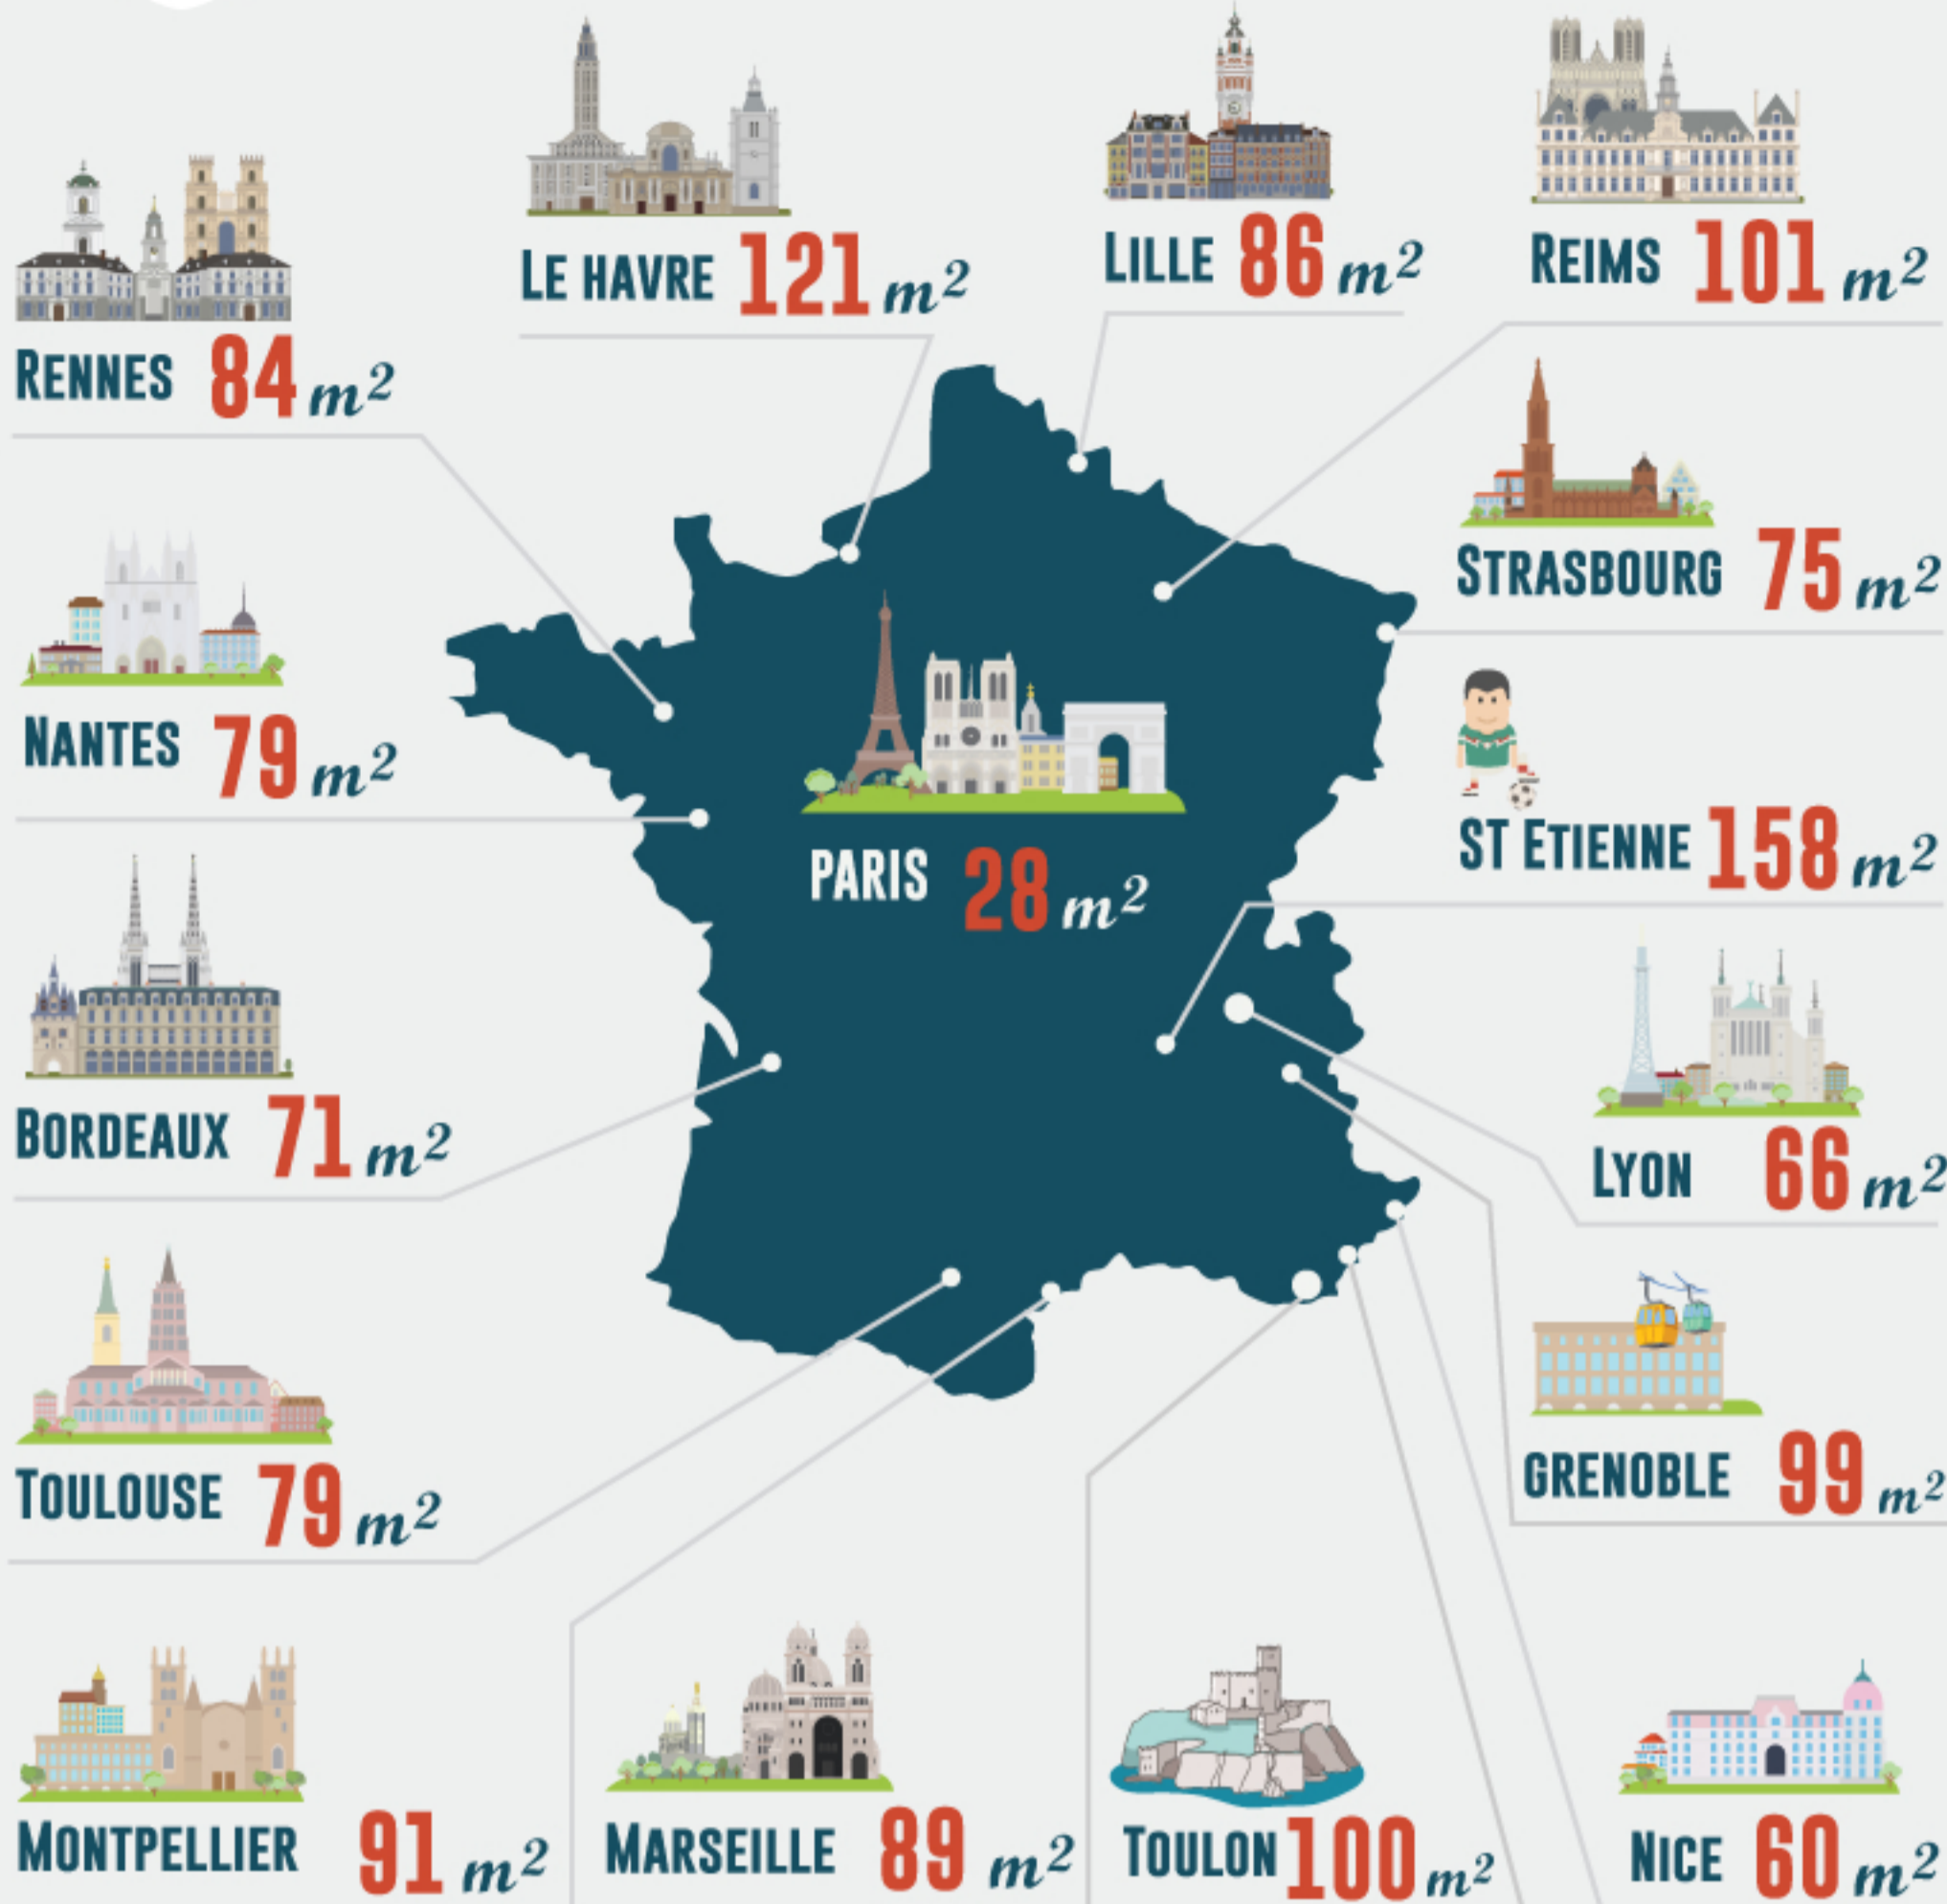 LE HAVRE 121 m²
LILLE 86 m²
REIMS 101 m²
RENNES 84 m²
STRASBOURG 75 m²
NANTES 79 m²
ST ETIENNE 158 m²
PARIS 28 m²
BORDEAUX 71 m²
LYON 66 m²
TOULOUSE 79 m²
GRENOBLE 99 m²
MONTPELLIER 91 m²
MARSEILLE 89 m²
TOULON 100 m²
NICE 60 m²